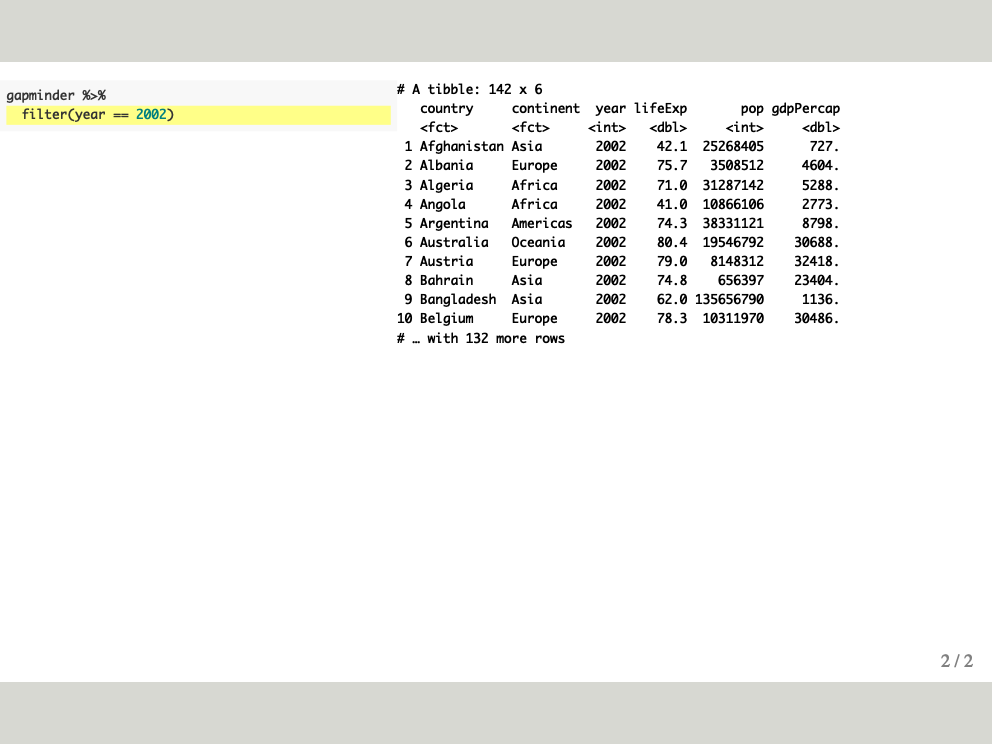 gapminder %>%
  filter(year == 2002)
# A tibble: 142 x 6
   country     continent  year lifeExp       pop gdpPercap
   <fct>       <fct>     <int>   <dbl>     <int>     <dbl>
 1 Afghanistan Asia       2002    42.1  25268405      727.
 2 Albania     Europe     2002    75.7   3508512     4604.
 3 Algeria     Africa     2002    71.0  31287142     5288.
 4 Angola      Africa     2002    41.0  10866106     2773.
 5 Argentina   Americas   2002    74.3  38331121     8798.
 6 Australia   Oceania    2002    80.4  19546792    30688.
 7 Austria     Europe     2002    79.0   8148312    32418.
 8 Bahrain     Asia       2002    74.8    656397    23404.
 9 Bangladesh  Asia       2002    62.0 135656790     1136.
10 Belgium     Europe     2002    78.3  10311970    30486.
# … with 132 more rows
2 / 2